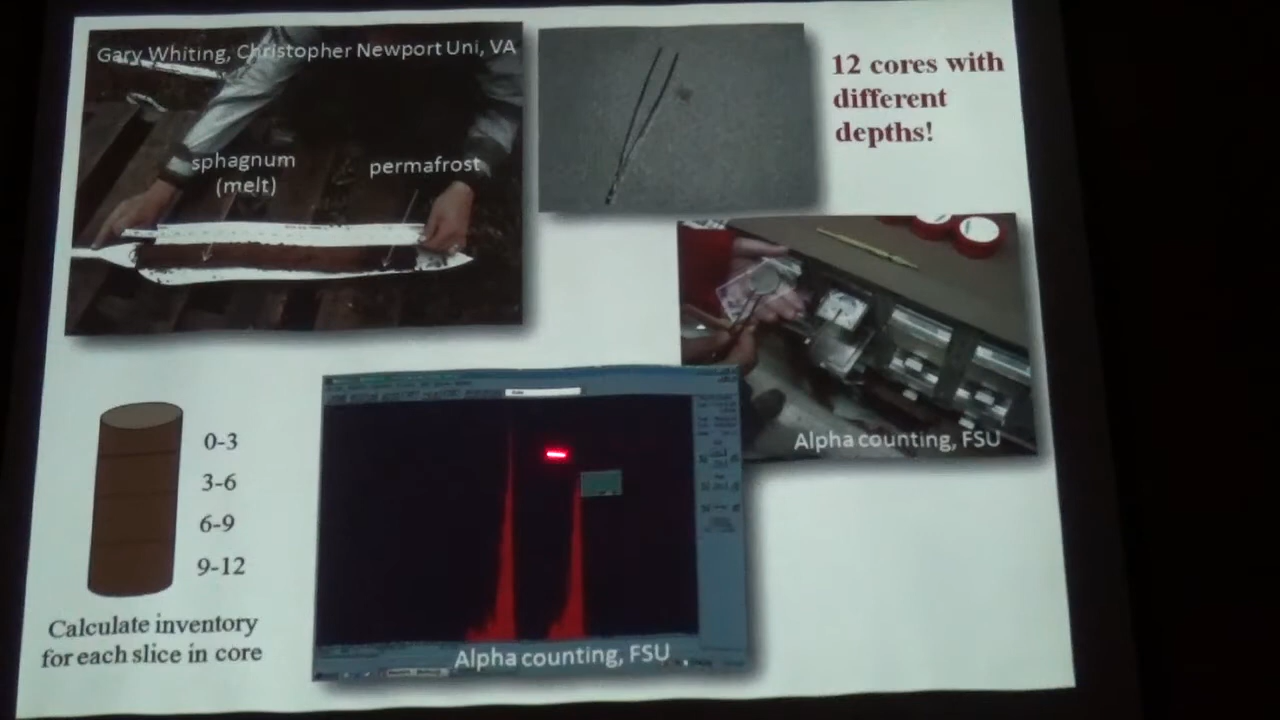 Gary Whiting, Christopher Newport Uni, VA
sphagnum
(melt)
permafrost
12 cores with
different
depths!
Alpha counting, FSU
0-3
3-6
6-9
9-12
Calculate inventory
for each slice in core
Alpha counting, FSU